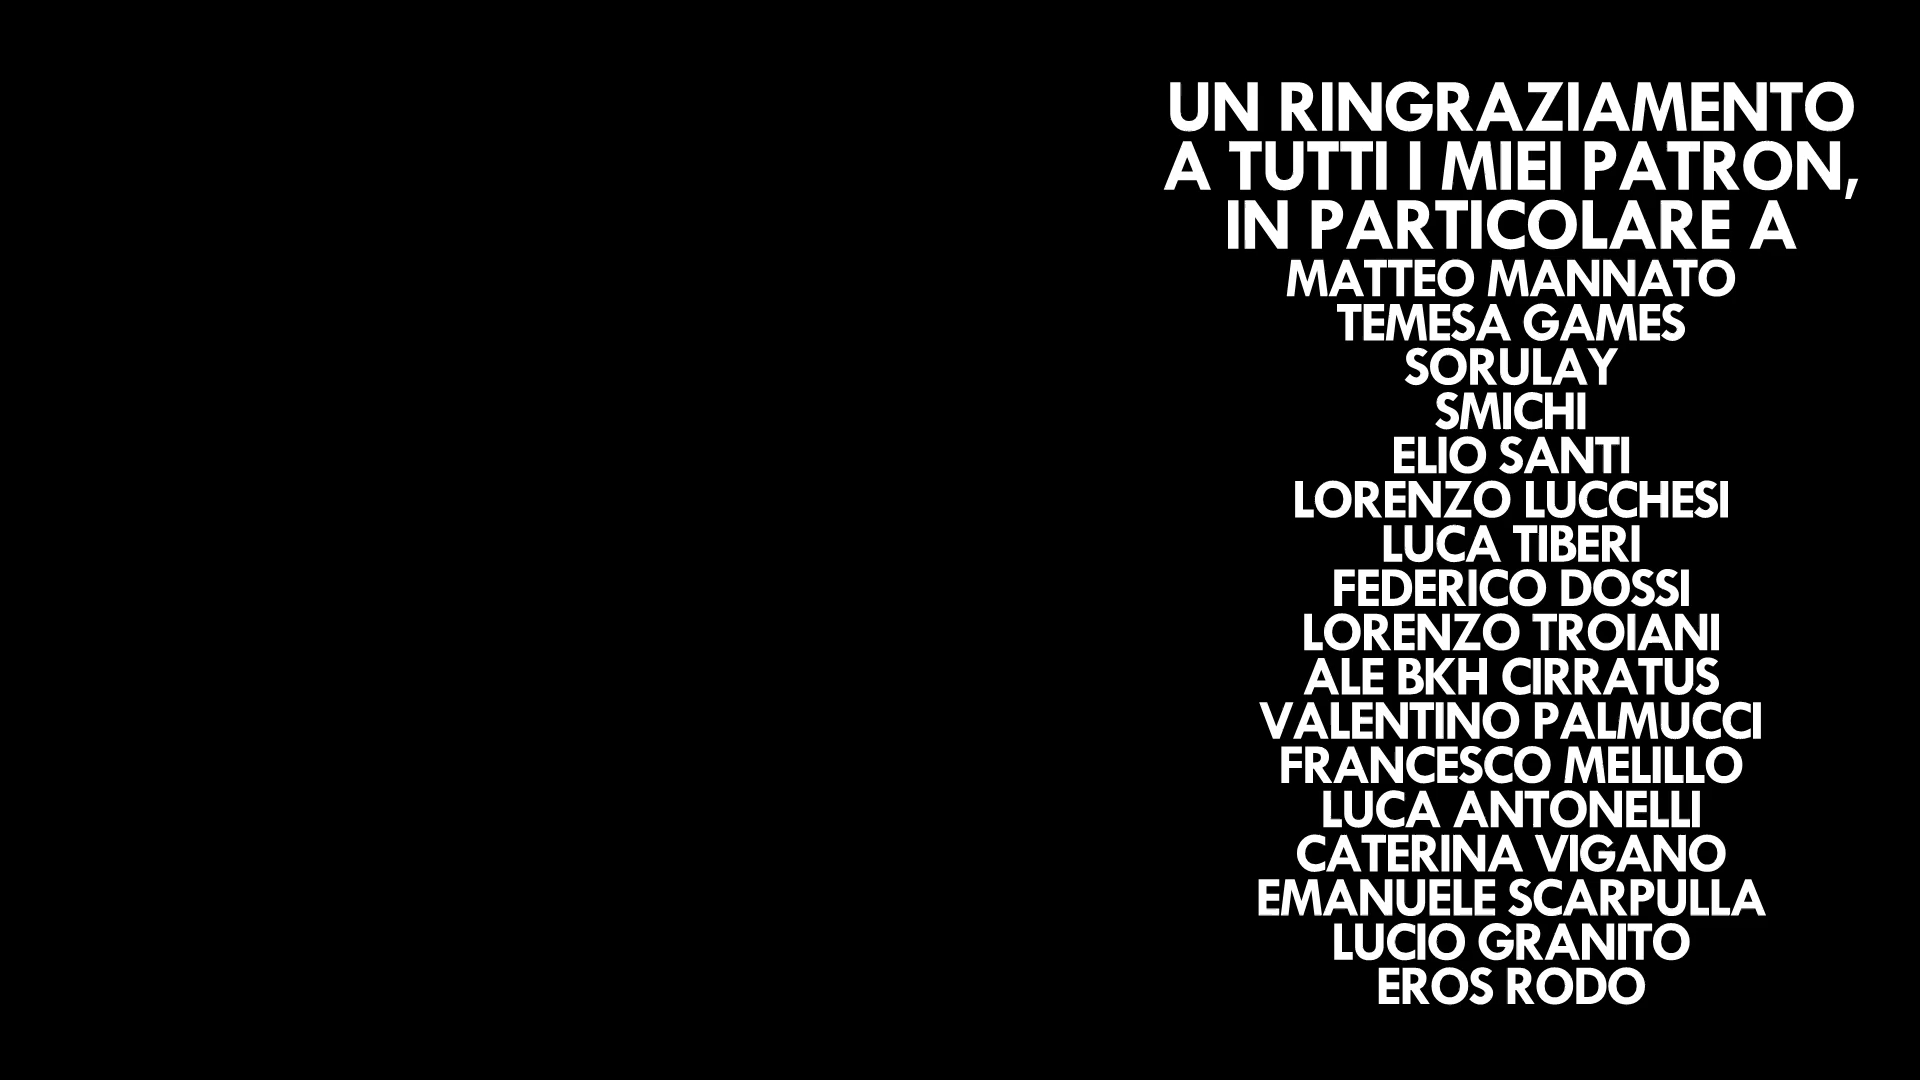 UN RINGRAZIAMENTO
A TUTTI I MIEI PATRON,
IN PARTICOLARE A
MATTEO MANNATO
TEMESA GAMES
SORULAY
SMICHI
ELIO SANTI
LORENZO LUCCHESI
LUCA TIBERI
FEDERICO DOSSI
LORENZO TROIANI
ALE BKH CIRRATUS
VALENTINO PALMUCCI
FRANCESCO MELILLO
LUCA ANTONELLI
CATERINA VIGANO
EMANUELE SCARPULLA
LUCIO GRANITO
EROS RODO